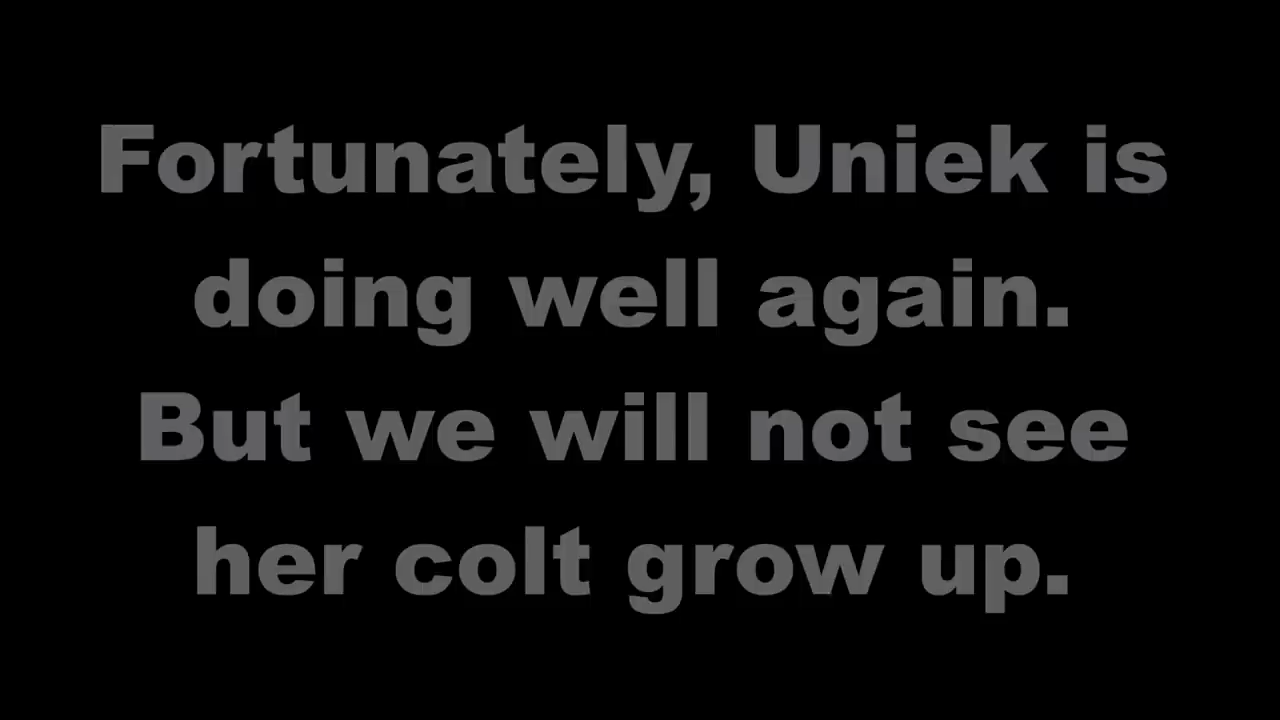 Fortunately, Uniek is
doing well again.
But we will not see
her colt grow up.